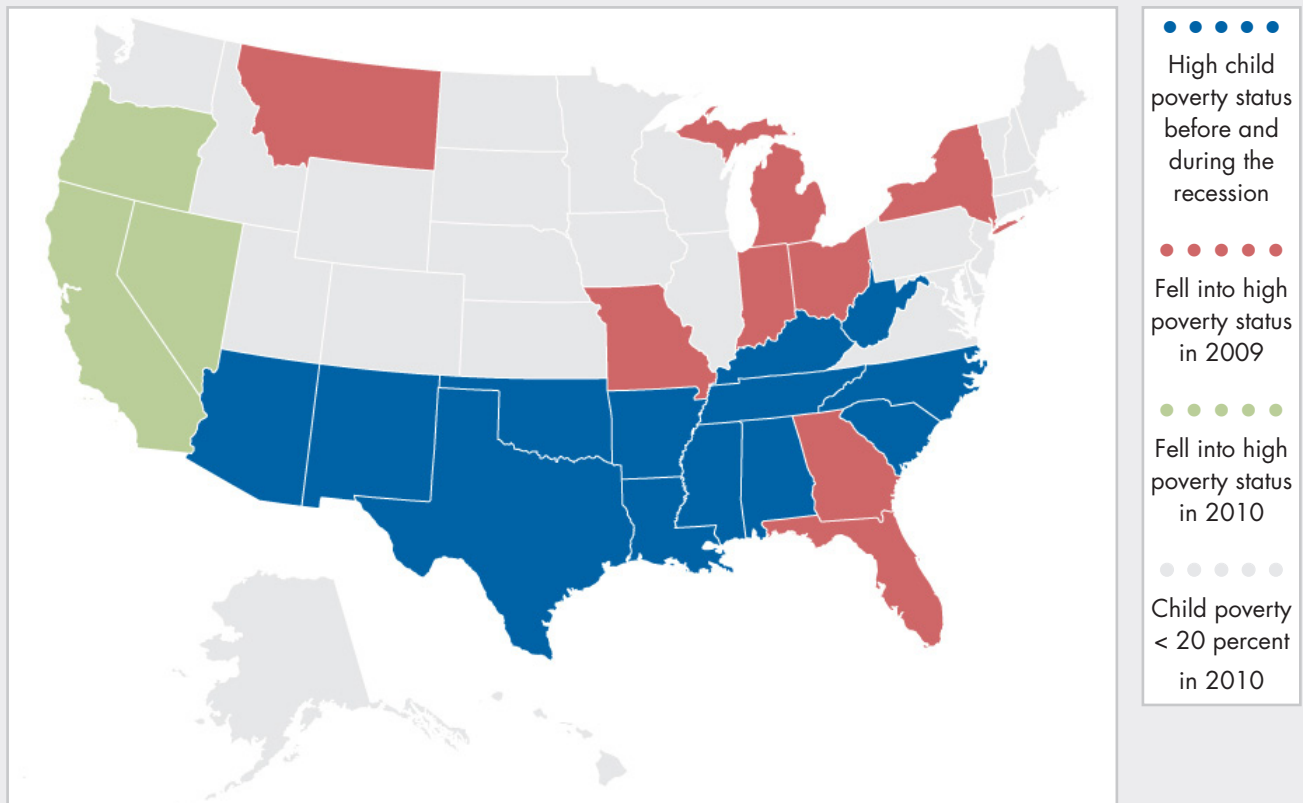 High child
poverty status
before and
during the
recession
Fell into high
poverty status
in 2009
Fell into high
poverty status
in 2010
Child poverty
< 20 percent
in 2010